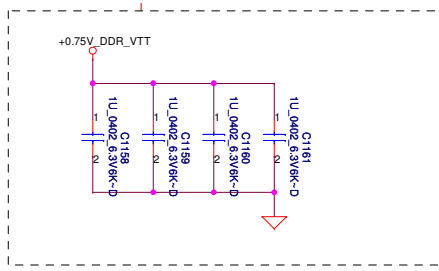 +0.75V_DDR_VTT
1
2
C1158
1U_0402_6.3V6K~D
1
2
C1159
1U_0402_6.3V6K~D
1
2
C1160
1U_0402_6.3V6K~D
1
2
C1161
1U_0402_6.3V6K~D